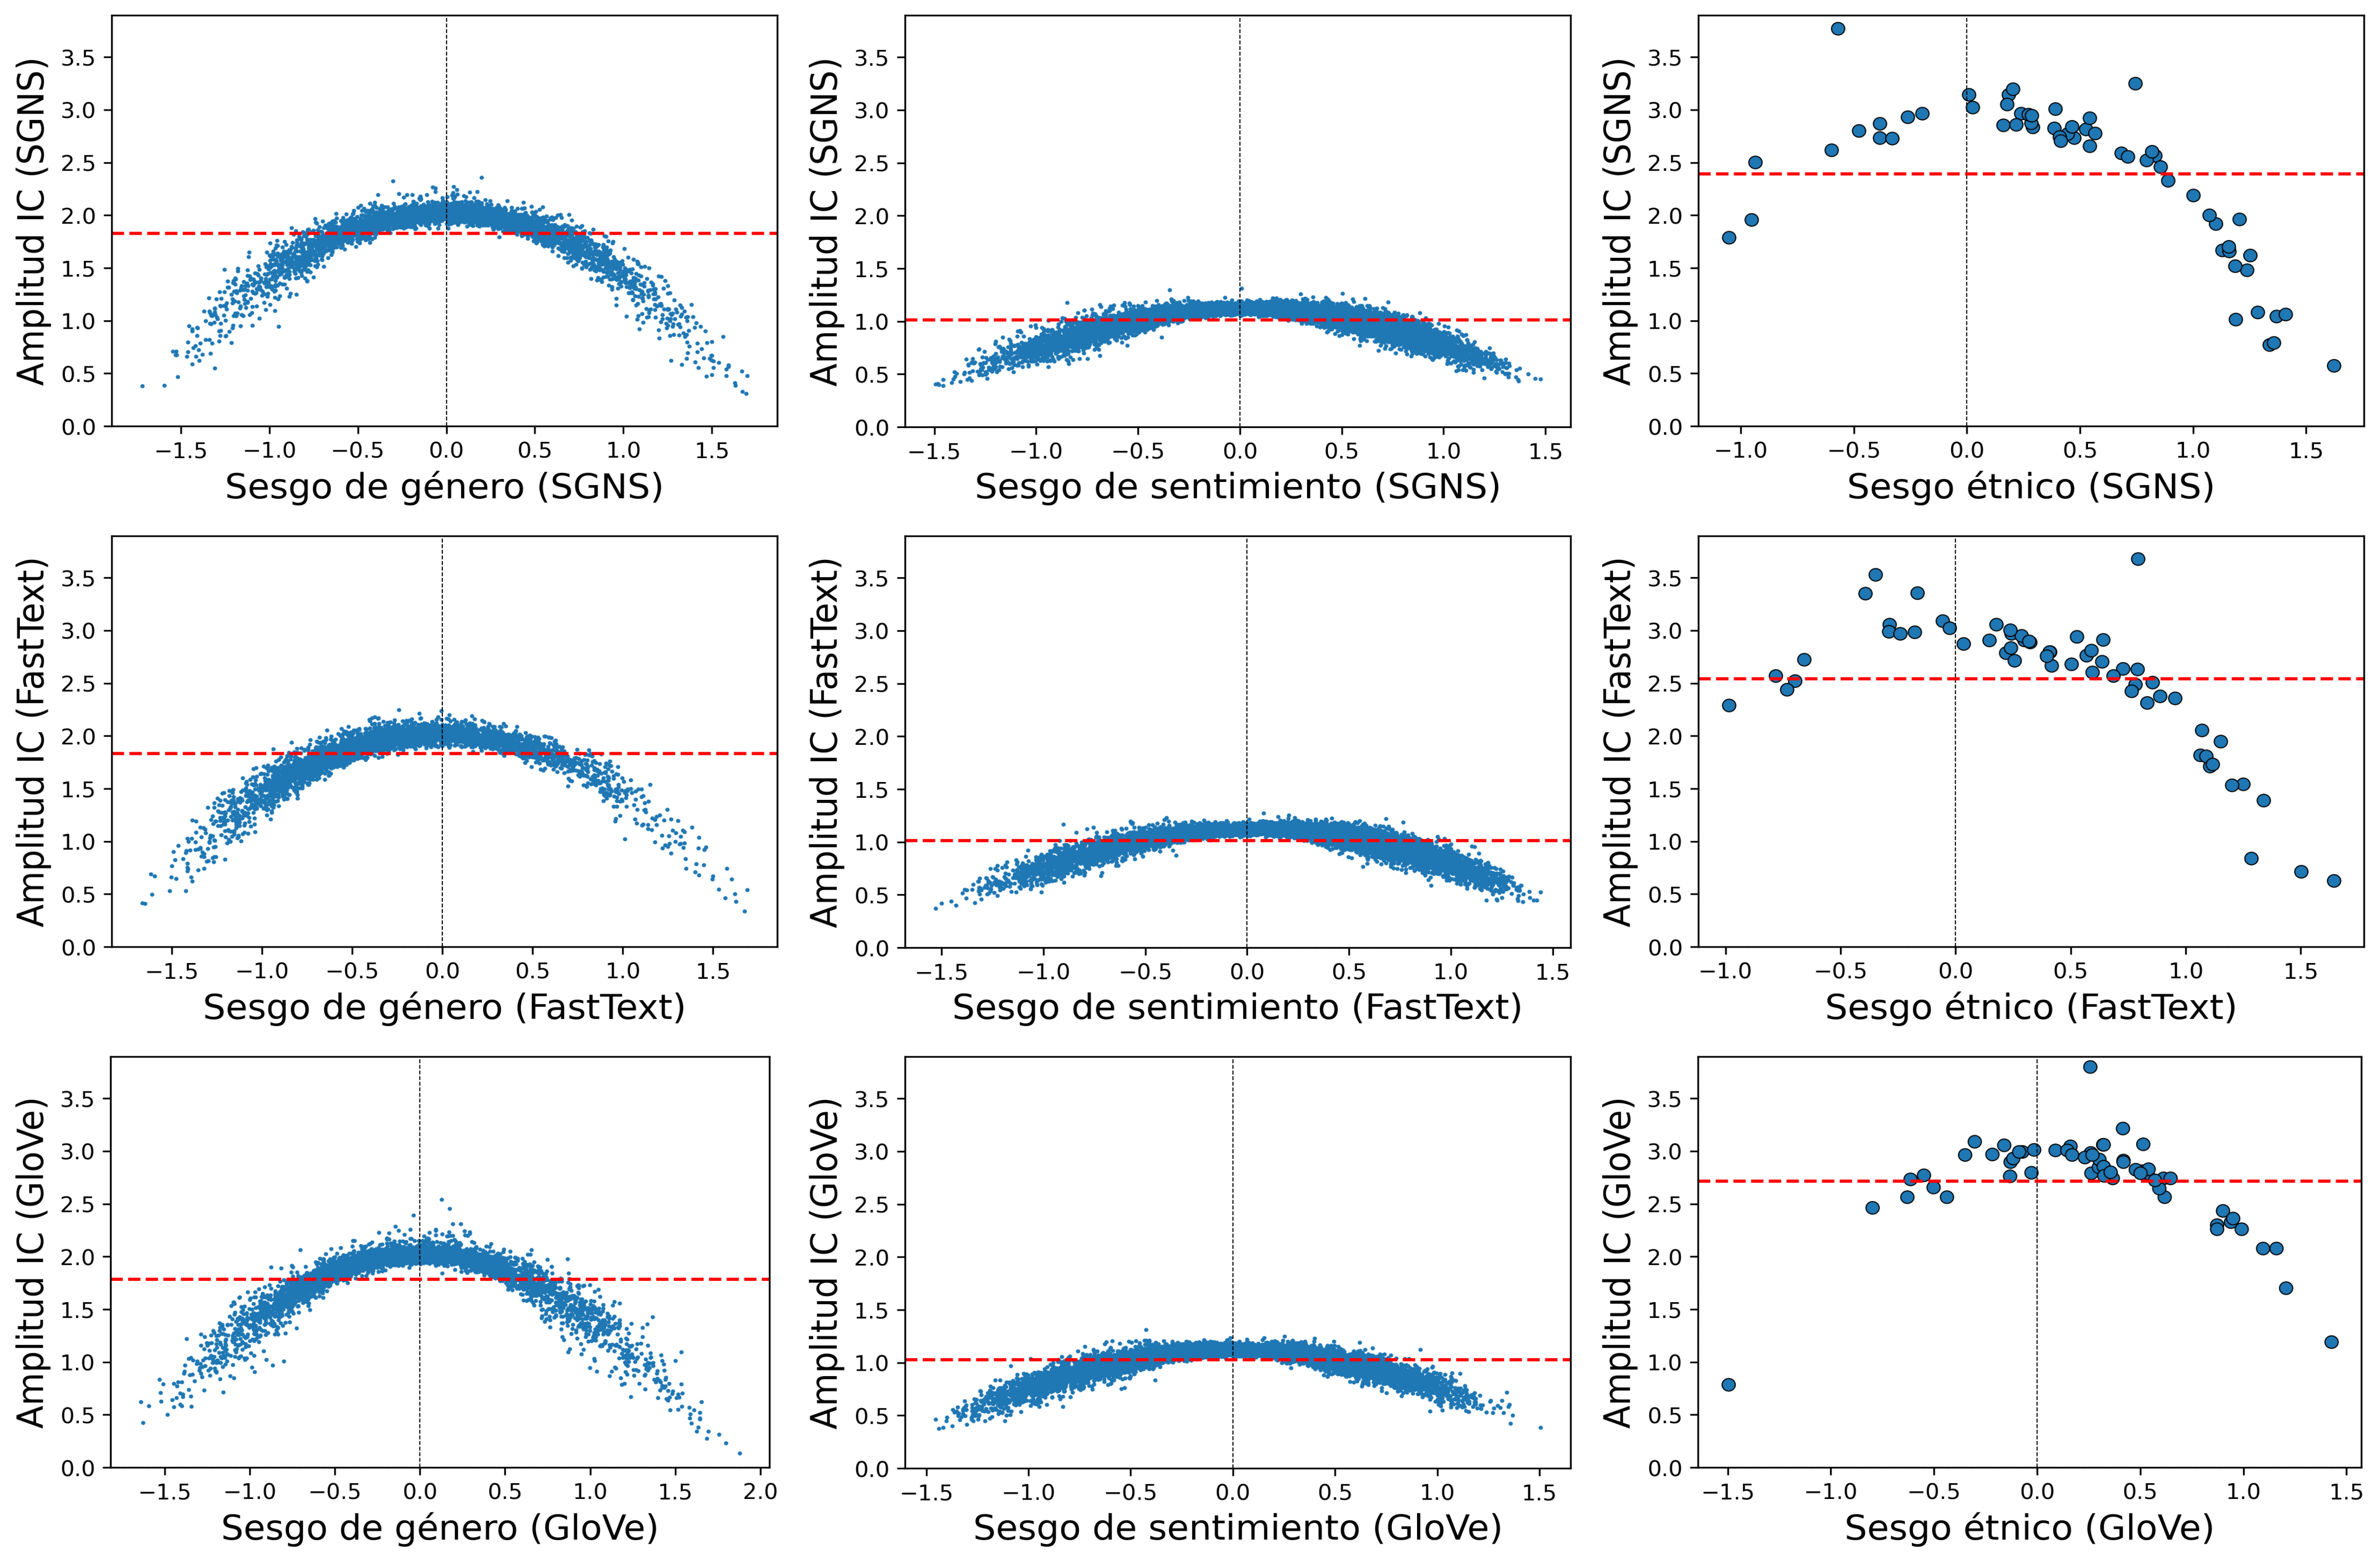 Amplitud IC (SGNS)
3.5
3.0
2.5
2.0
1.5
1.0
0.5
0.0
−1.5 −1.0 −0.5 0.0 0.5 1.0 1.5
Sesgo de género (SGNS)
Amplitud IC (SGNS)
3.5
3.0
2.5
2.0
1.5
1.0
0.5
0.0
−1.5 −1.0 −0.5 0.0 0.5 1.0 1.5
Sesgo de sentimiento (SGNS)
Amplitud IC (SGNS)
3.5
3.0
2.5
2.0
1.5
1.0
0.5
0.0
−1.0 −0.5 0.0 0.5 1.0 1.5
Sesgo étnico (SGNS)
Amplitud IC (FastText)
3.5
3.0
2.5
2.0
1.5
1.0
0.5
0.0
−1.5 −1.0 −0.5 0.0 0.5 1.0 1.5
Sesgo de género (FastText)
Amplitud IC (FastText)
3.5
3.0
2.5
2.0
1.5
1.0
0.5
0.0
−1.5 −1.0 −0.5 0.0 0.5 1.0 1.5
Sesgo de sentimiento (FastText)
Amplitud IC (FastText)
3.5
3.0
2.5
2.0
1.5
1.0
0.5
0.0
−1.0 −0.5 0.0 0.5 1.0 1.5
Sesgo étnico (FastText)
Amplitud IC (GloVe)
3.5
3.0
2.5
2.0
1.5
1.0
0.5
0.0
−1.5 −1.0 −0.5 0.0 0.5 1.0 1.5 2.0
Sesgo de género (GloVe)
Amplitud IC (GloVe)
3.5
3.0
2.5
2.0
1.5
1.0
0.5
0.0
−1.5 −1.0 −0.5 0.0 0.5 1.0 1.5
Sesgo de sentimiento (GloVe)
Amplitud IC (GloVe)
3.5
3.0
2.5
2.0
1.5
1.0
0.5
0.0
−1.5 −1.0 −0.5 0.0 0.5 1.0 1.5
Sesgo étnico (GloVe)